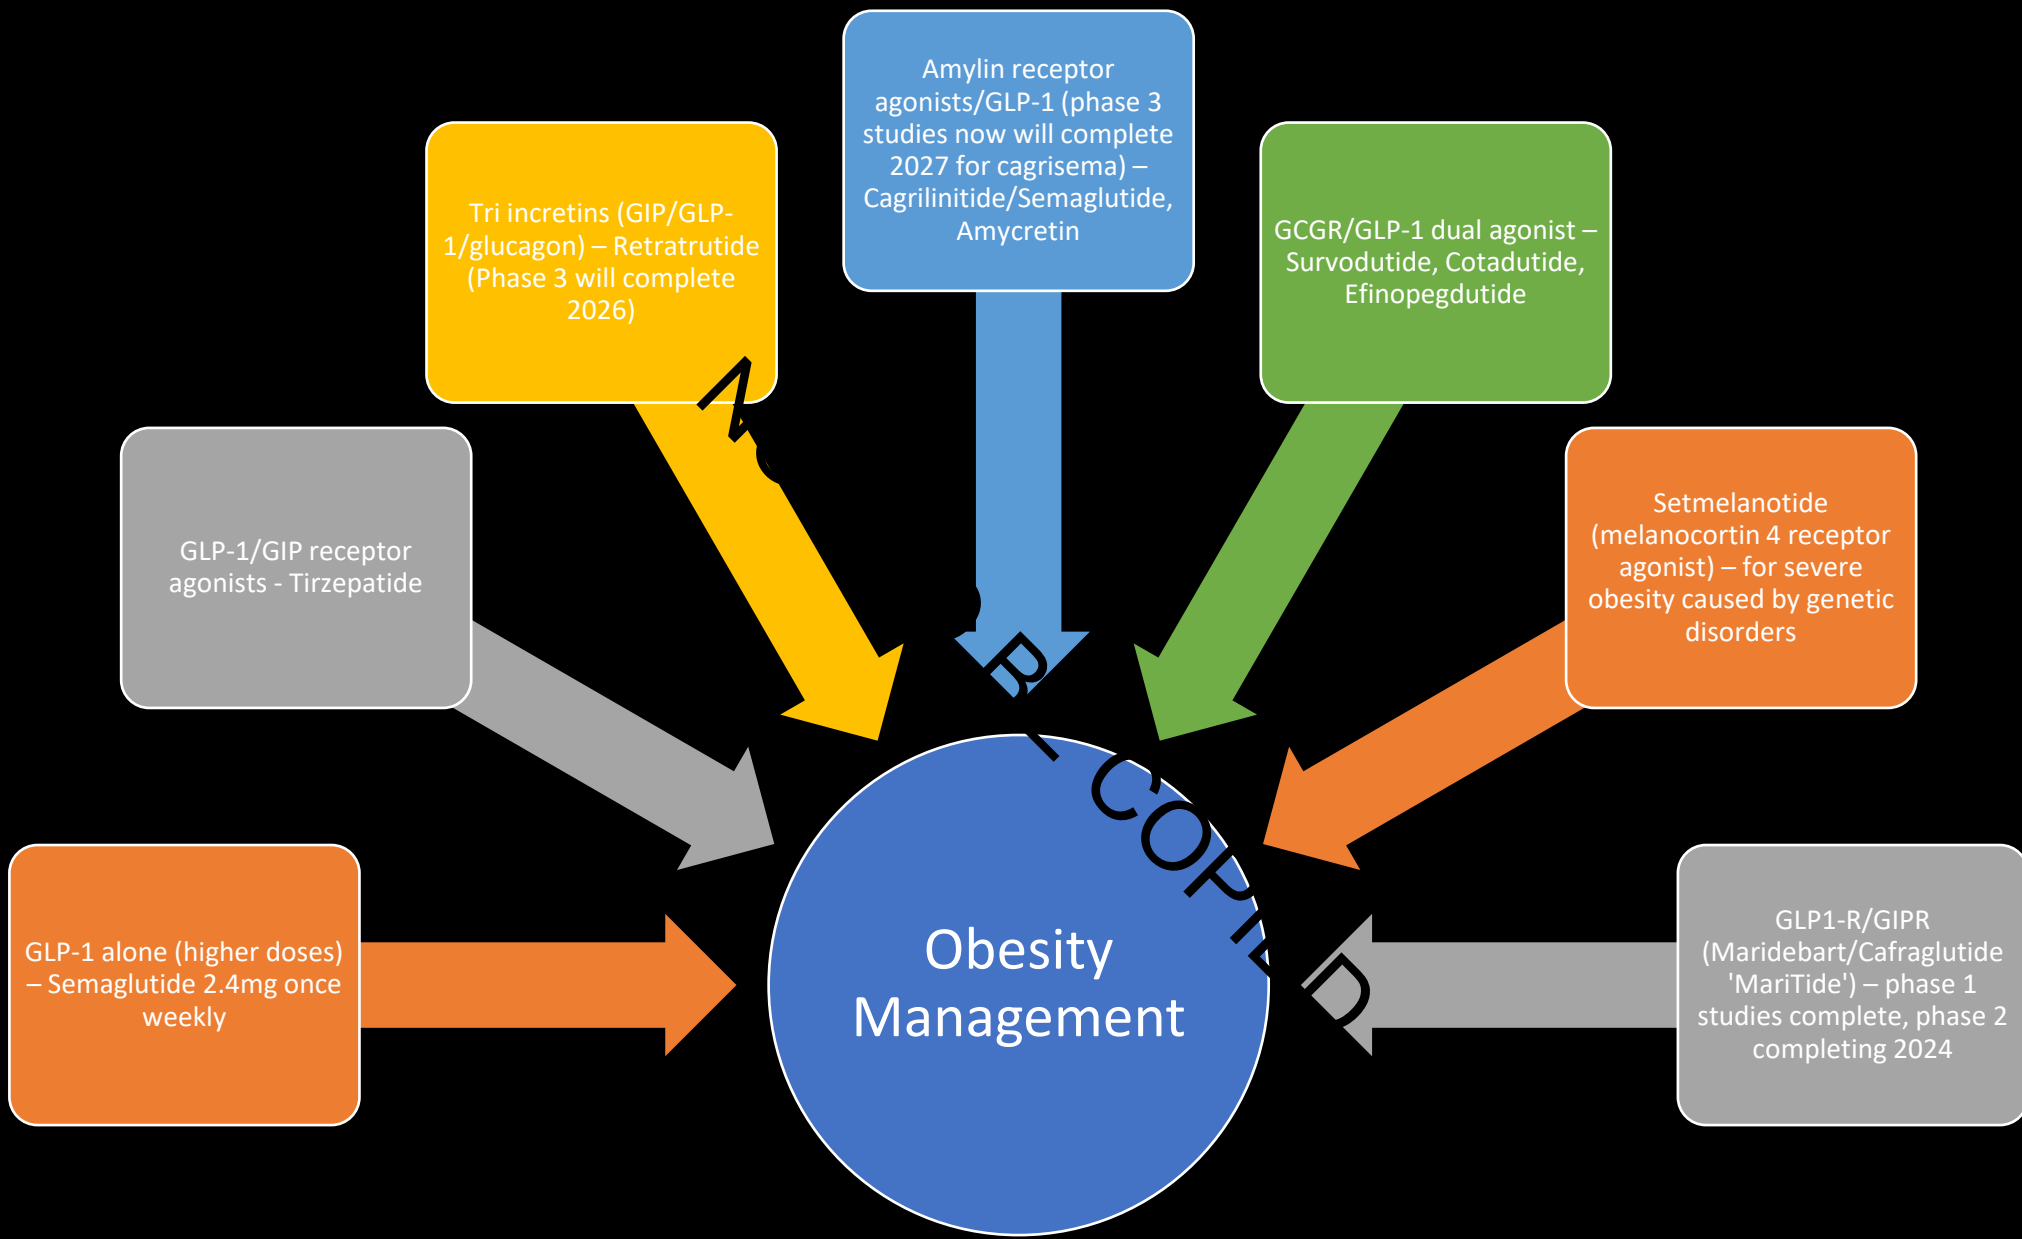 Amylin receptor
agonists/GLP-1 (phase 3
studies now will complete
2027 for cagrisema) –
Cagrilinitide/Semaglutide,
Amycretin
Tri incretins (GIP/GLP-
1/glucagon) – Retratrutide
(Phase 3 will complete
2026)
GCGR/GLP-1 dual agonist –
Survodutide, Cotadutide,
Efinopegdutide
GLP-1/GIP receptor
agonists - Tirzepatide
Setmelanotide
(melanocortin 4 receptor
agonist) – for severe
obesity caused by genetic
disorders
GLP-1 alone (higher doses)
– Semaglutide 2.4mg once
weekly
Obesity
Management
GLP1-R/GIPR
(Maridebart/Cafraglutide
'MariTide') – phase 1
studies complete, phase 2
completing 2024
COPIED